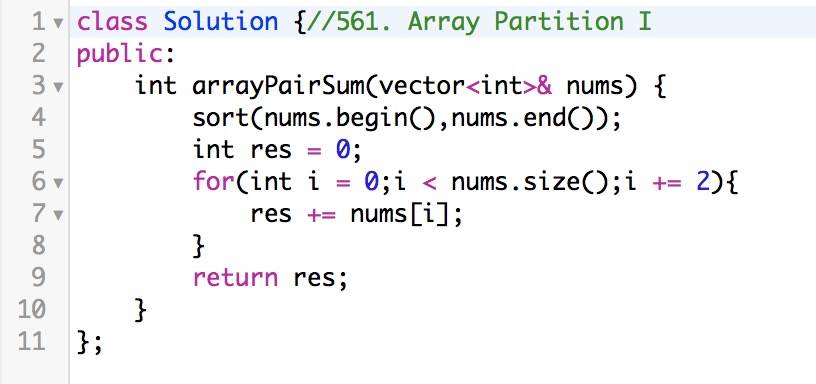 1 class Solution {//561. Array Partition I
2 public:
3     int arrayPairSum(vector<int>& nums) {
4         sort(nums.begin(),nums.end());
5         int res = 0;
6         for(int i = 0;i < nums.size();i += 2){
7             res += nums[i];
8         }
9         return res;
10     }
11 };